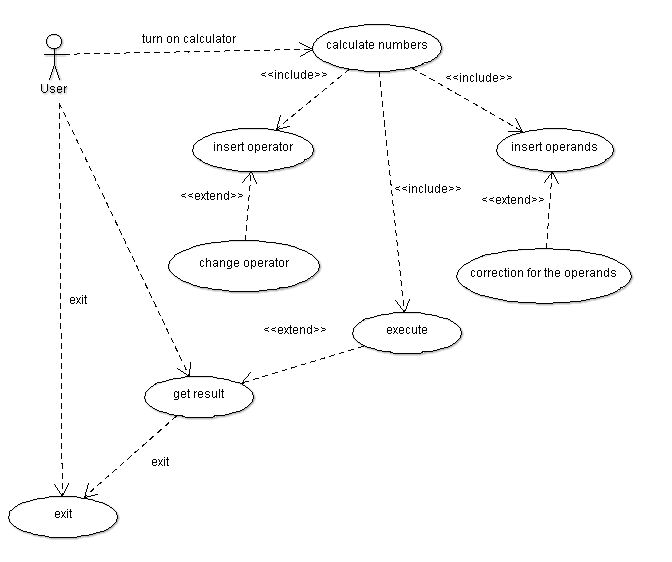 turn on calculator
calculate numbers
User
<<include>>
<<include>>
insert operator
insert operands
<<extend>>
<<include>>
<<extend>>
change operator
correction for the operands
exit
<<extend>>
execute
get result
exit
exit